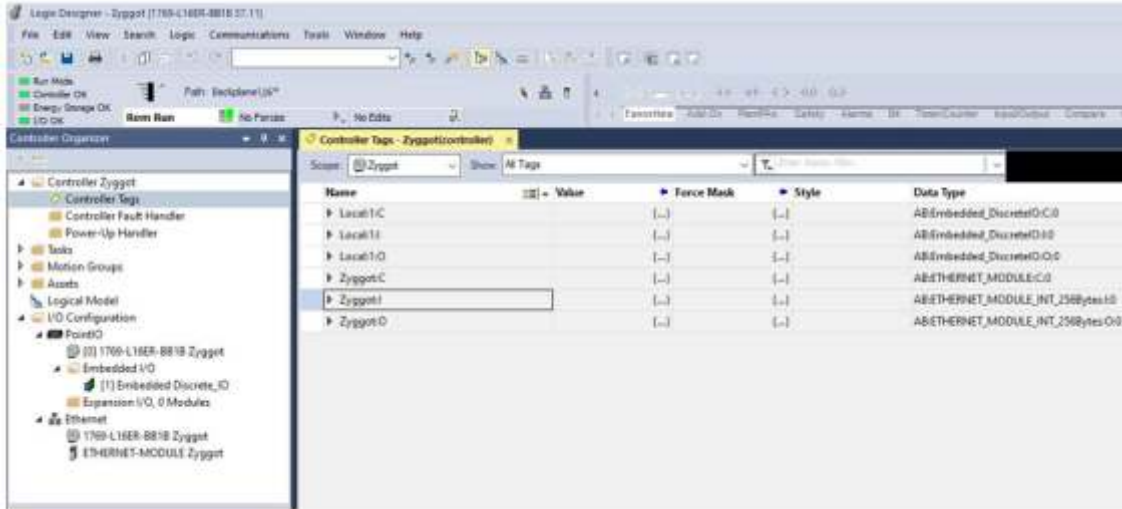 Logix Designer - Zyggot [1769-L16ER-BB1B 37.11]
File Edit View Search Logic Communications Tools Window Help
Run Mode
Controller OK
Energy Storage OK
I/O OK
Path: Backplane\16*
Rem Run
No Forces
No Edits
Favorites Add-On Safety Alarms Bit Timer/Counter Input/Output Compare
Controller Organizer
Controller Tags - Zyggot(controller)
Scope: Zyggot
Show: All Tags
Name Value Force Mask Style Data Type
Local:1:C {...} {...} AB:Embedded_DiscreteIO:C:0
Local:1:I {...} {...} AB:Embedded_DiscreteIO:I:0
Local:1:O {...} {...} AB:Embedded_DiscreteIO:O:0
Zyggot:C {...} {...} AB:ETHERNET_MODULE:C:0
Zyggot:I {...} {...} AB:ETHERNET_MODULE_INT_256Bytes:I:0
Zyggot:O {...} {...} AB:ETHERNET_MODULE_INT_256Bytes:O:0
Controller Zyggot
Controller Tags
Controller Fault Handler
Power-Up Handler
Tasks
Motion Groups
Assets
Logical Model
I/O Configuration
PointIO
[0] 1769-L16ER-BB1B Zyggot
Embedded I/O
[1] Embedded Discrete_IO
Expansion I/O, 0 Modules
Ethernet
1769-L16ER-BB1B Zyggot
ETHERNET-MODULE Zyggot